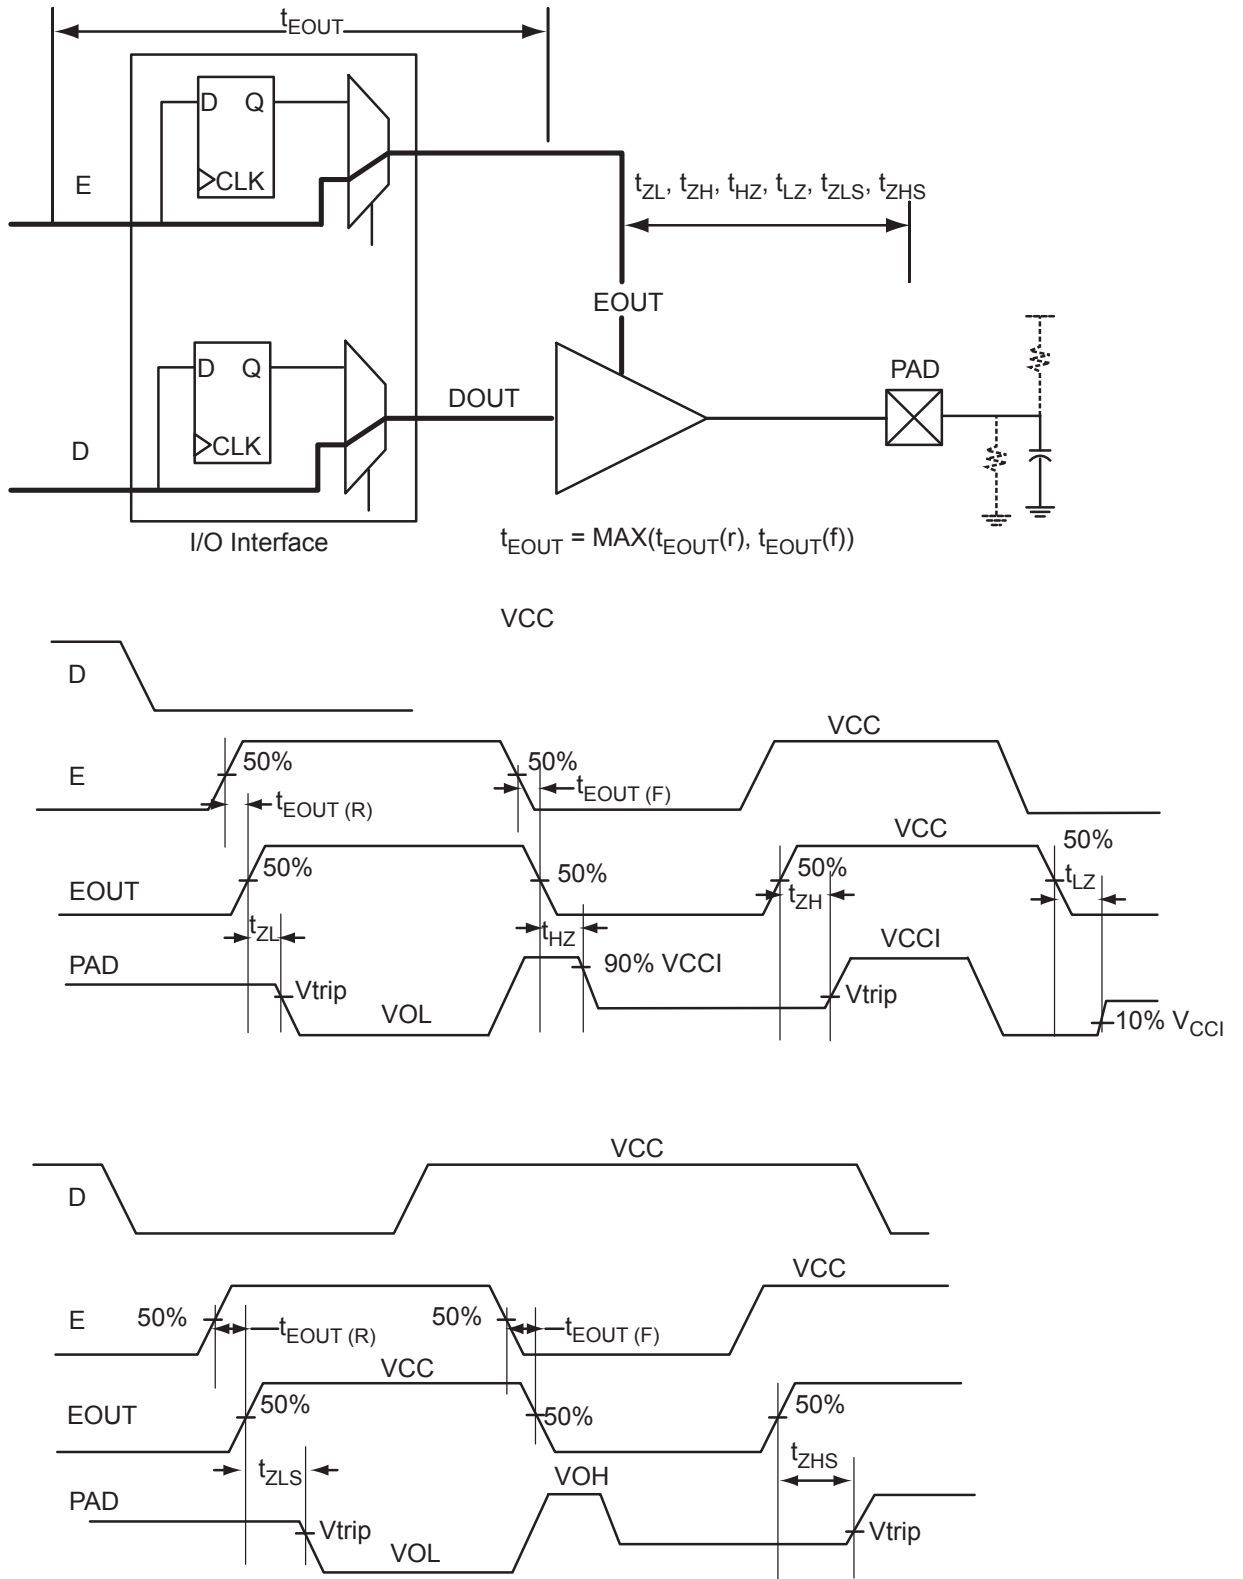 tEOUT
D Q
CLK
E
tZL, tZH, tHZ, tLZ, tZLS, tZHS
EOUT
D Q
CLK
D
DOUT
PAD
I/O Interface
tEOUT = MAX(tEOUT(r), tEOUT(f))
VCC
D
VCC
E
50%
50%
tEOUT (R)
tEOUT (F)
VCC
50%
EOUT
50%
50%
50%
tZL
tHZ
tZH
tLZ
PAD
VCCI
90% VCCI
Vtrip
Vtrip
VOL
10% VCCI
VCC
D
VCC
E
50%
50%
tEOUT (R)
tEOUT (F)
VCC
EOUT
50%
50%
50%
tZLS
tZHS
PAD
VOH
Vtrip
Vtrip
VOL